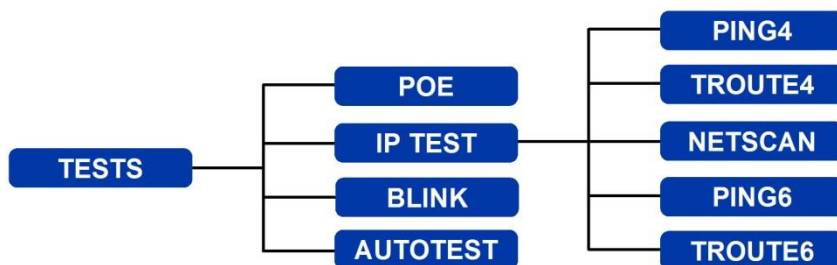 TESTS
POE
IP TEST
BLINK
AUTOTEST
PING4
TROUTE4
NETSCAN
PING6
TROUTE6